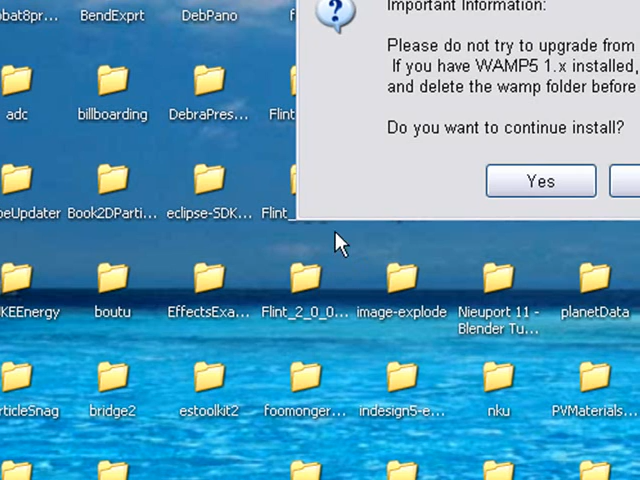 bat8pr... BendExprt DebPano
Important Information:
Please do not try to upgrade from
If you have WAMP5 1.x installed,
and delete the wamp folder before
Do you want to continue install?
Yes
adc billboarding DebraPres... Flint
eUpdater Book2DParti... eclipse-SDK... Flint_
KEEnergy boutu EffectsExa... Flint_2_0_0... image-explode Nieuport 11 - planetData
Blender Tu...
rticleSnag bridge2 estoolkit2 foomonger... indesign5-e... nku PVMaterials...